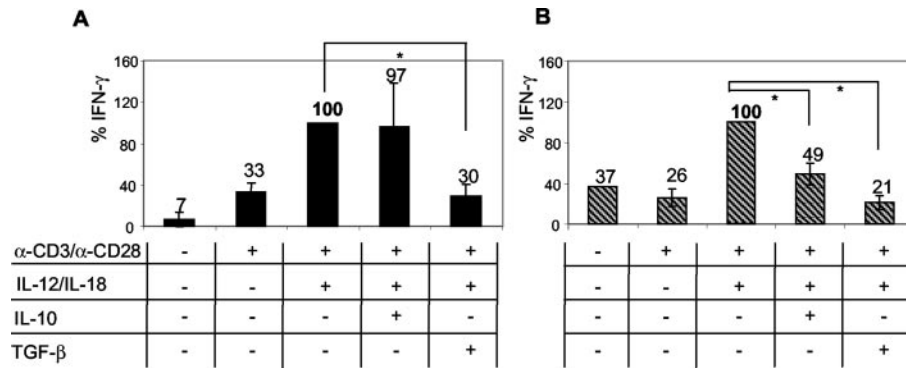 A
B
160
120
80
40
0
% IFN-γ
7
33
100
97
30
*
160
120
80
40
0
% IFN-γ
37
26
100
49
21
*
*
α-CD3/α-CD28 - + + + + - + + + +
IL-12/IL-18 - - + + + - - + + +
IL-10 - - - + - - - - + -
TGF-β - - - - + - - - - +